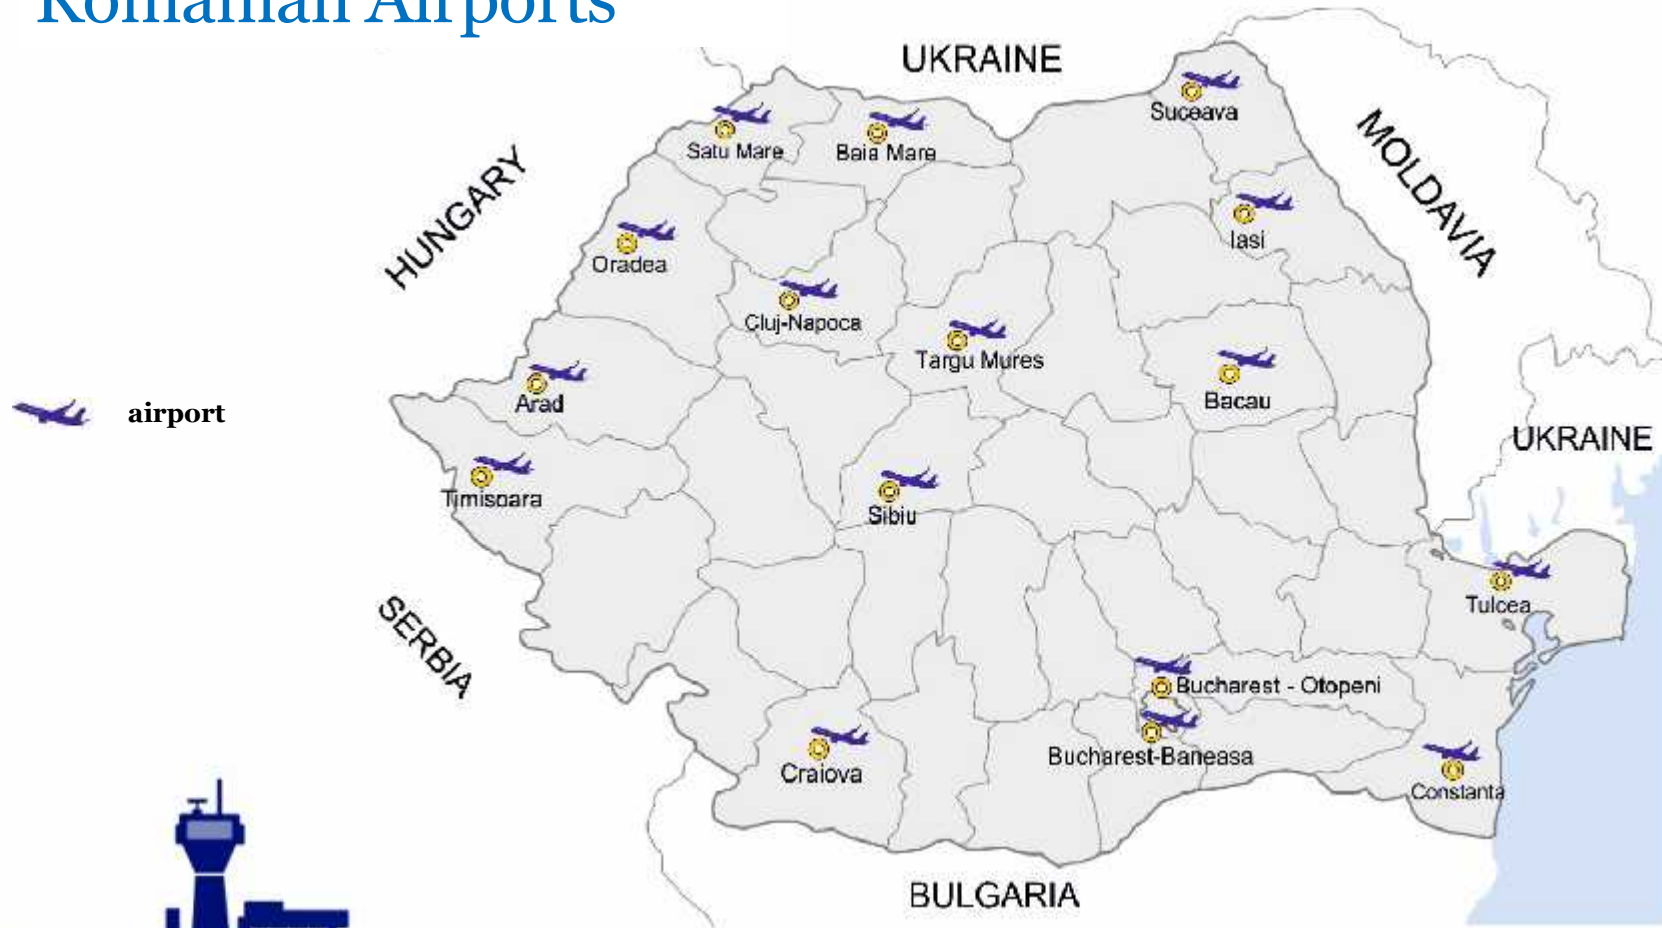 Romanian Airports
UKRAINE
Suceava
MOLDAVIA
Satu Mare
Baia Mare
HUNGARY
Iasi
Oradea
Cluj-Napoca
Targu Mures
Arad
Bacau
airport
UKRAINE
Timisoara
Sibiu
Tulcea
SERBIA
Bucharest - Otopeni
Bucharest-Baneasa
Craiova
Constanta
BULGARIA